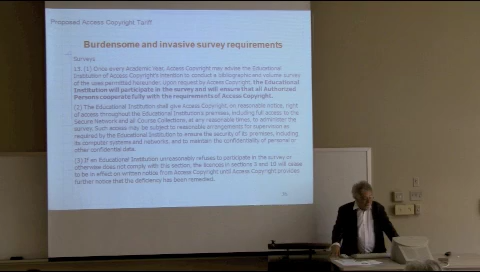 Proposed Access Copyright Tariff
Burdensome and invasive survey requirements
Surveys
13. (1) Once every Academic Year, Access Copyright may advise the Educational
Institution of Access Copyright's intention to conduct a bibliographic and volume survey
of the uses permitted hereunder. Upon request by Access Copyright, the Educational
Institution will participate in the survey and will ensure that all Authorized
Persons cooperate fully with the requirements of Access Copyright.
(2) The Educational Institution shall give Access Copyright, on reasonable notice, right
of access throughout the Educational Institution's premises, including full access to the
Secure Network and all Course Collections, at any reasonable times, to administer the
survey. Such access may be subject to reasonable arrangements for supervision as
required by the Educational Institution to ensure the security of its premises, including
its computer systems and networks, and to maintain the confidentiality of personal or
other confidential data.
(3) If an Educational Institution unreasonably refuses to participate in the survey or
otherwise does not comply with this section, the licences in sections 3 and 10 will cease
to be in effect on written notice from Access Copyright until Access Copyright provides
further notice that the deficiency has been remedied.